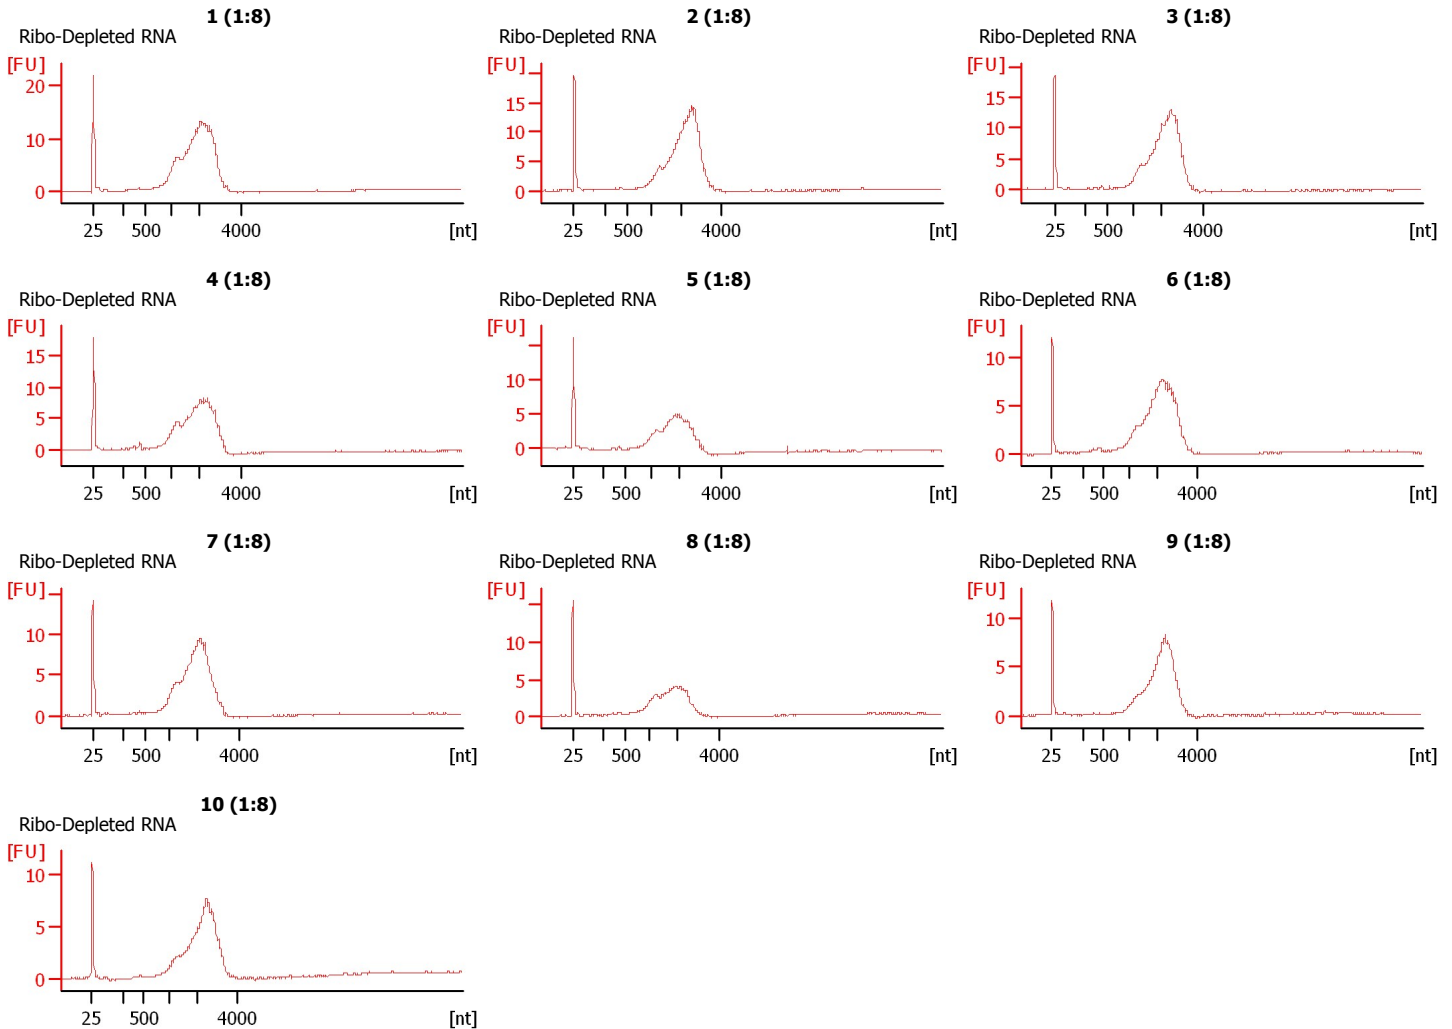 1 (1:8)
Ribo-Depleted RNA
[FU]
20
10
0
25 500 4000 [nt]
2 (1:8)
Ribo-Depleted RNA
[FU]
15
10
5
0
25 500 4000 [nt]
3 (1:8)
Ribo-Depleted RNA
[FU]
15
10
5
0
25 500 4000 [nt]
4 (1:8)
Ribo-Depleted RNA
[FU]
15
10
5
0
25 500 4000 [nt]
5 (1:8)
Ribo-Depleted RNA
[FU]
10
5
0
25 500 4000 [nt]
6 (1:8)
Ribo-Depleted RNA
[FU]
10
5
0
25 500 4000 [nt]
7 (1:8)
Ribo-Depleted RNA
[FU]
10
5
0
25 500 4000 [nt]
8 (1:8)
Ribo-Depleted RNA
[FU]
10
5
0
25 500 4000 [nt]
9 (1:8)
Ribo-Depleted RNA
[FU]
10
5
0
25 500 4000 [nt]
10 (1:8)
Ribo-Depleted RNA
[FU]
10
5
0
25 500 4000 [nt]